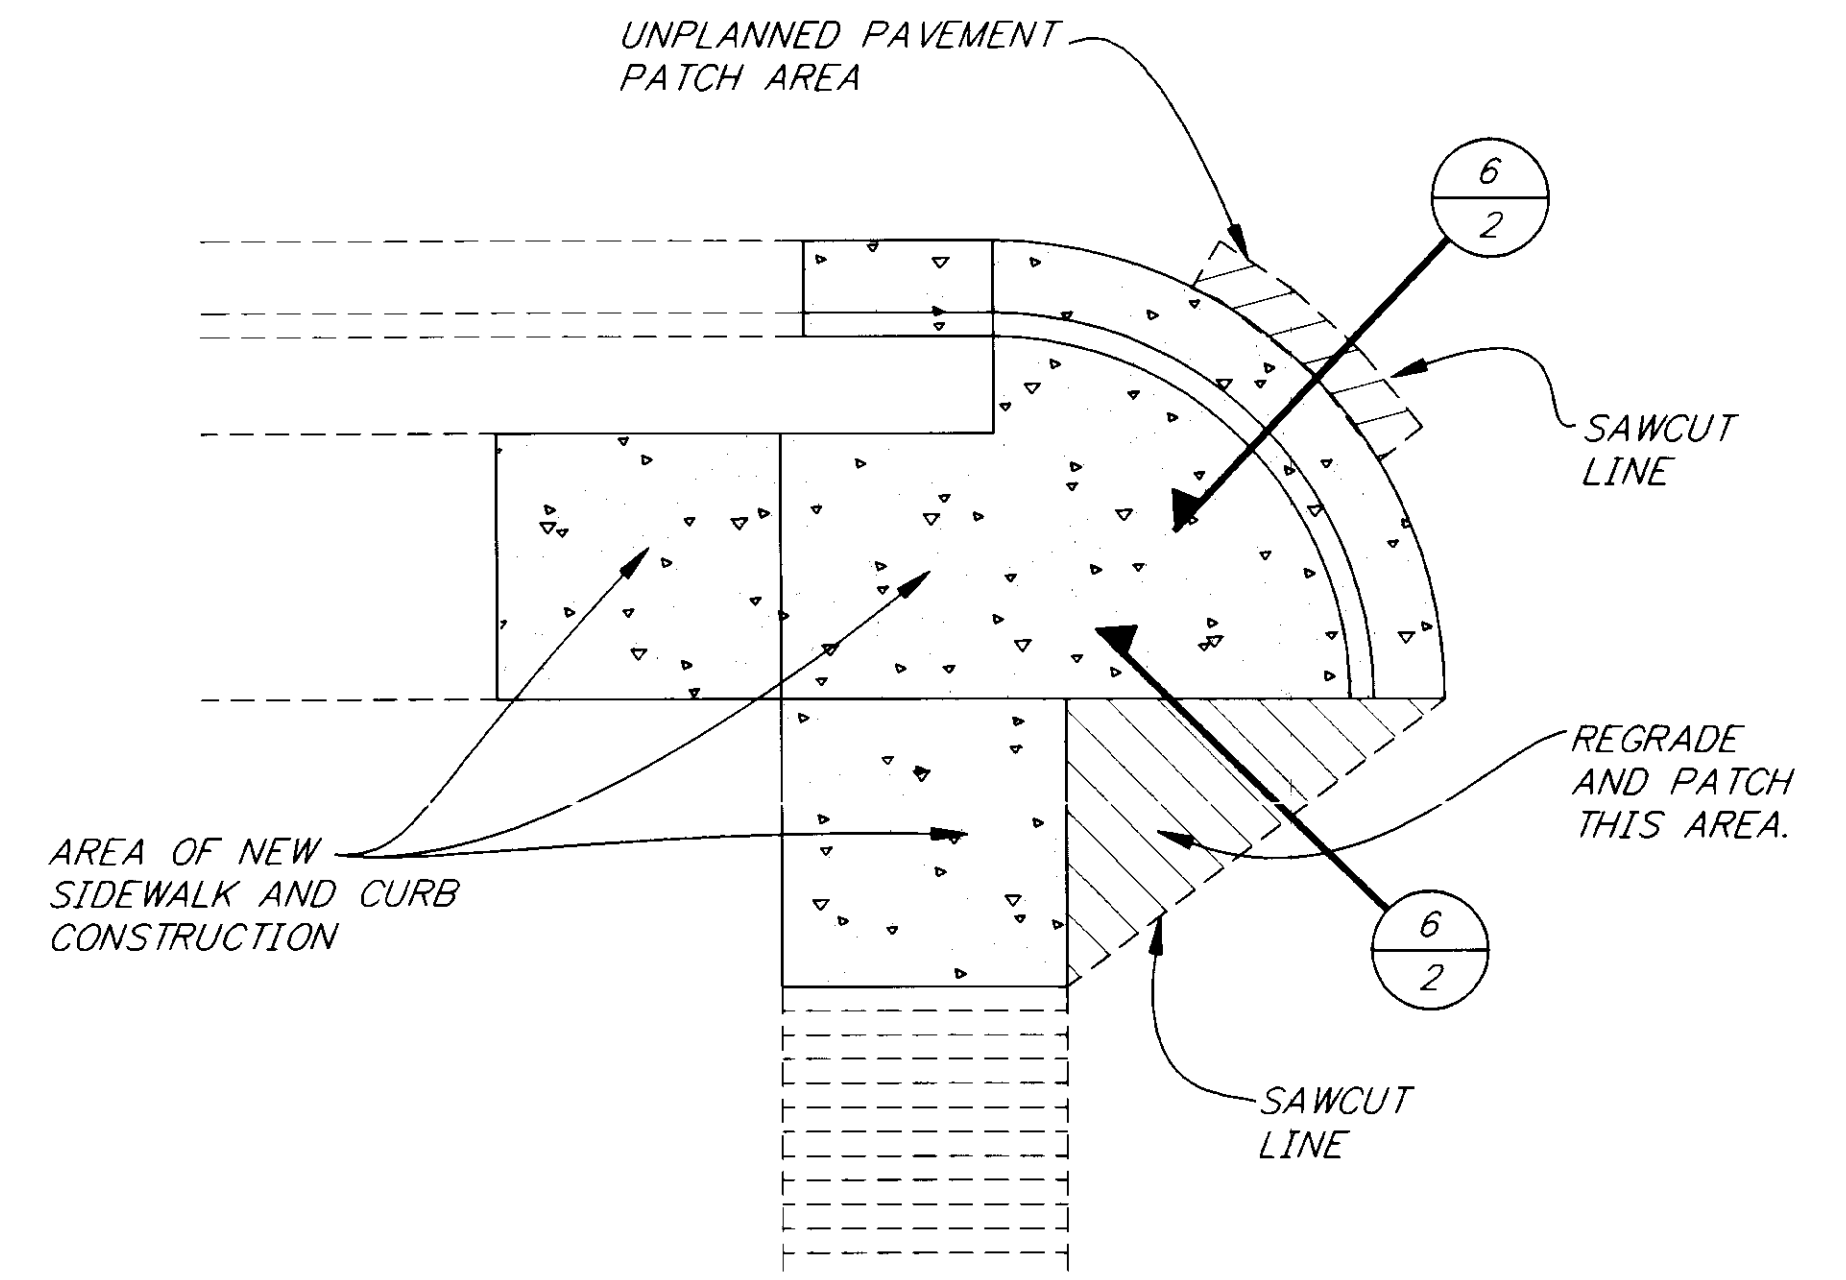 UNPLANNED PAVEMENT
PATCH AREA
6
2
SAWCUT
LINE
REGRADE
AND PATCH
THIS AREA.
AREA OF NEW
SIDEWALK AND CURB
CONSTRUCTION
6
2
SAWCUT
LINE